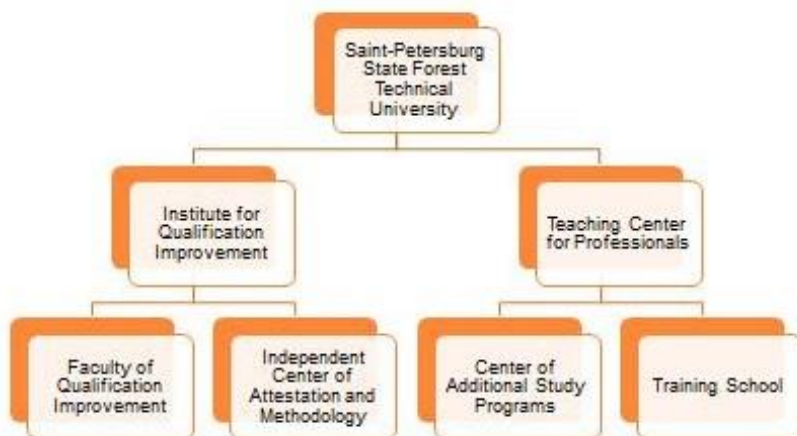 Saint-Petersburg
State Forest
Technical
University
Institute for
Qualification
Improvement
Teaching Center
for Professionals
Faculty of
Qualification
Improvement
Independent
Center of
Attestation and
Methodology
Center of
Additional Study
Programs
Training School